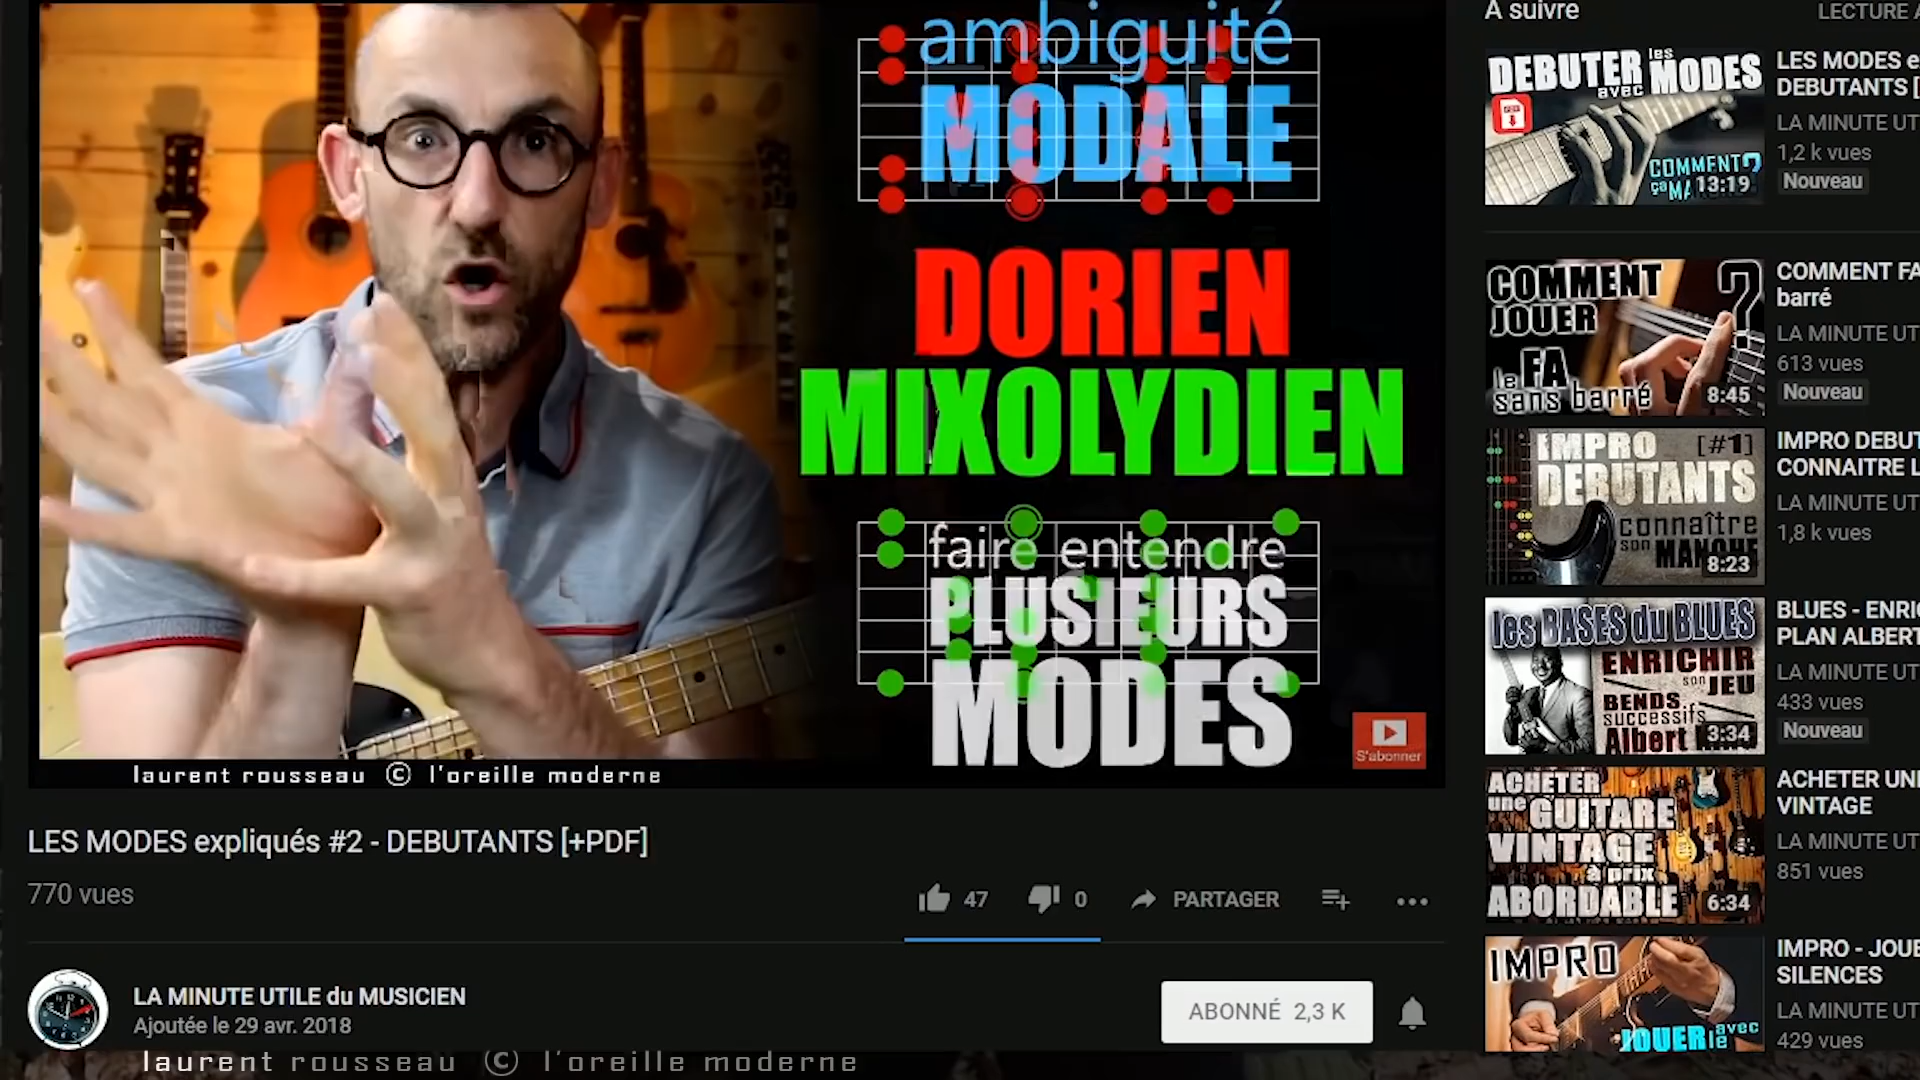 ambiguité
MODALE
DORIEN
MIXOLYDIEN
faire entendre
PLUSIEURS
MODES
S'abonner
laurent rousseau © l'oreille moderne
LES MODES expliqués #2 - DEBUTANTS [+PDF]
770 vues
47
0
PARTAGER
LA MINUTE UTILE du MUSICIEN
Ajoutée le 29 avr. 2018
ABONNÉ 2,3 K
laurent rousseau © l'oreille moderne
À suivre
LECTURE A
DEBUTER avec les MODES
COMMENT
ça
13:19
LES MODES e
DEBUTANTS [
LA MINUTE UT
1,2 k vues
Nouveau
COMMENT
JOUER
le FA
sans barré
?
8:45
COMMENT FA
barré
LA MINUTE UT
613 vues
Nouveau
IMPRO [#1]
DEBUTANTS
connaître
son MANCHE
8:23
IMPRO DEBUT
CONNAITRE L
LA MINUTE UT
1,8 k vues
les BASES du BLUES
ENRICHIR
son JEU
BENDS
successifs
Albert
3:34
BLUES - ENRIC
PLAN ALBERT
LA MINUTE UT
433 vues
Nouveau
ACHETER
une GUITARE
VINTAGE
à prix
ABORDABLE
6:34
ACHETER UNE
VINTAGE
LA MINUTE UT
851 vues
IMPRO
JOUER avec le
IMPRO - JOUE
SILENCES
LA MINUTE UT
429 vues